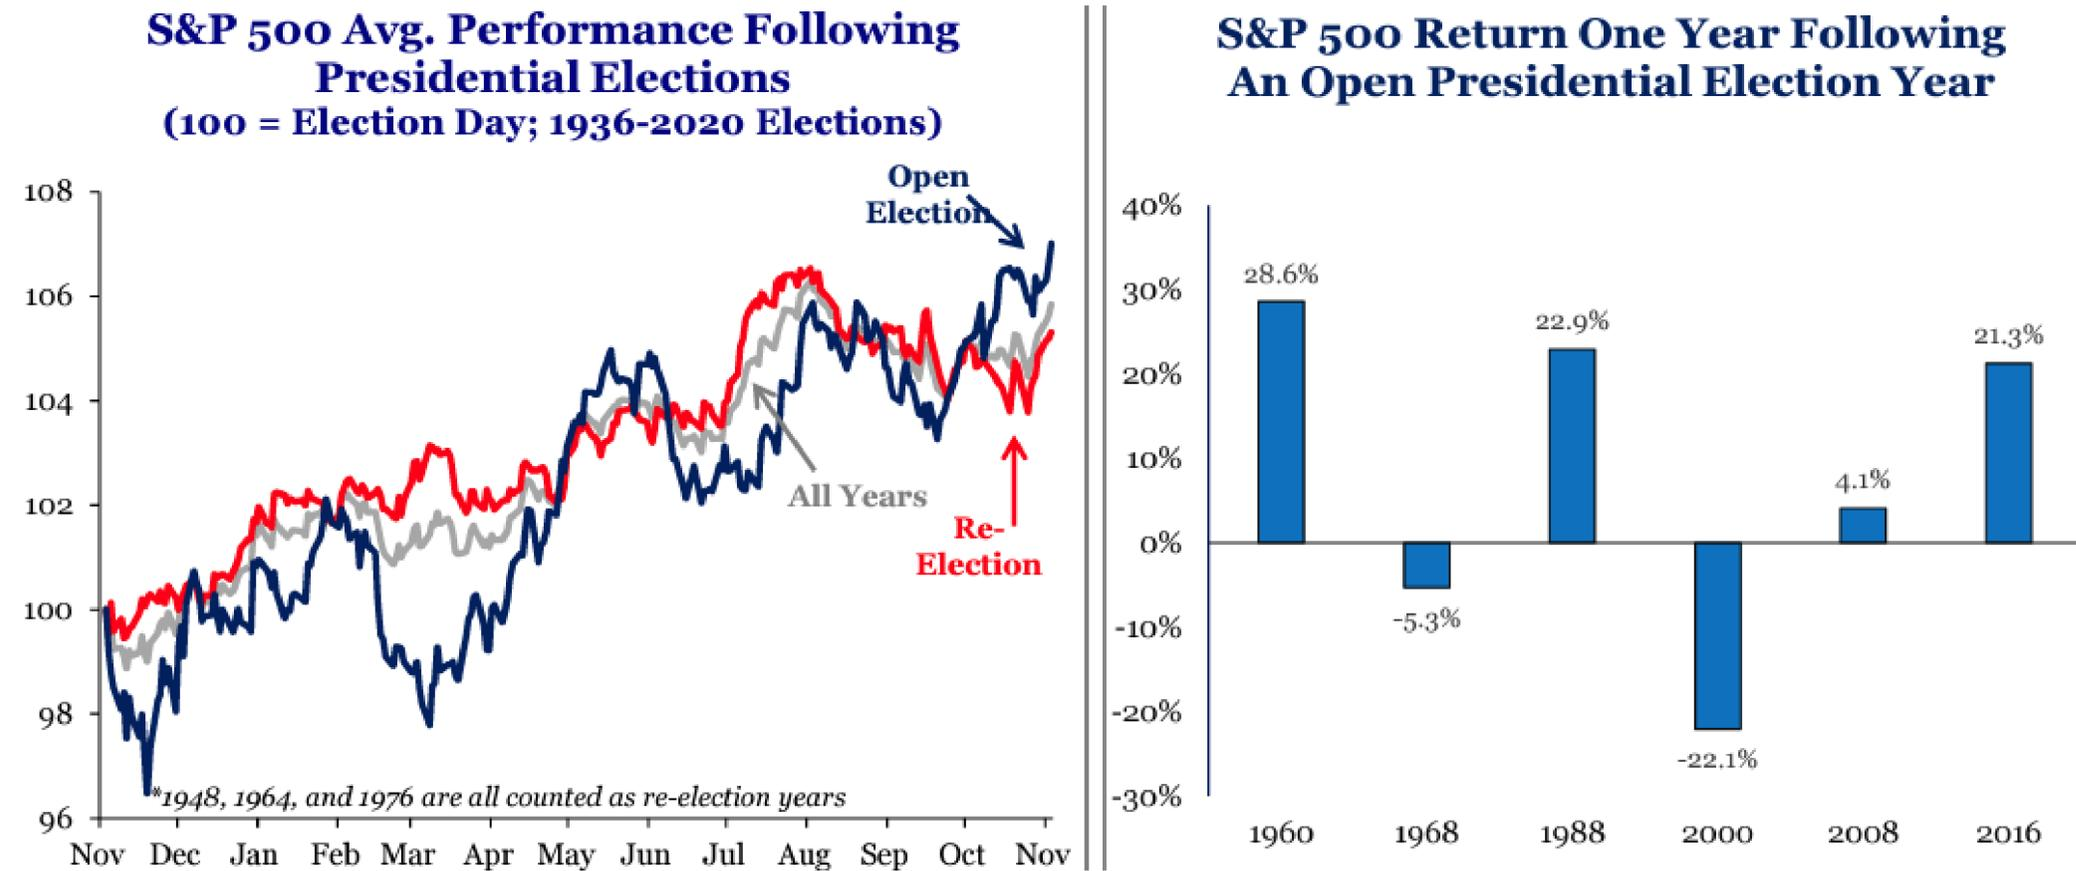 S&P 500 Avg. Performance Following
Presidential Elections
(100 = Election Day; 1936-2020 Elections)
108
106
104
102
100
98
96
Open
Election
All Years
Re-
Election
*1948, 1964, and 1976 are all counted as re-election years
Nov Dec Jan Feb Mar Apr May Jun Jul Aug Sep Oct Nov
S&P 500 Return One Year Following
An Open Presidential Election Year
40%
30%
20%
10%
0%
-10%
-20%
-30%
28.6%
-5.3%
22.9%
-22.1%
4.1%
21.3%
1960 1968 1988 2000 2008 2016